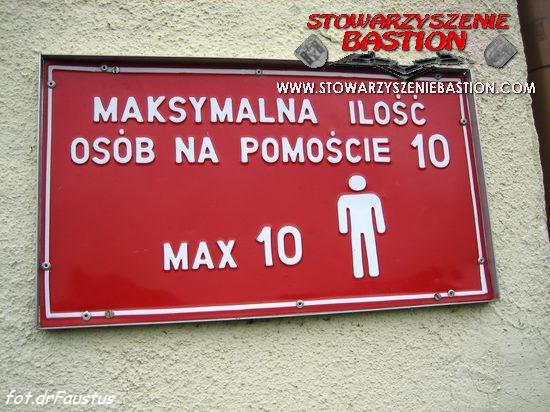 STOWARZYSZENIE
BASTION
WWW.STOWARZYSZENIEBASTION.COM
MAKSYMALNA ILOŚĆ
OSÓB NA POMOŚCIE 10
MAX 10
fot.drFaustus